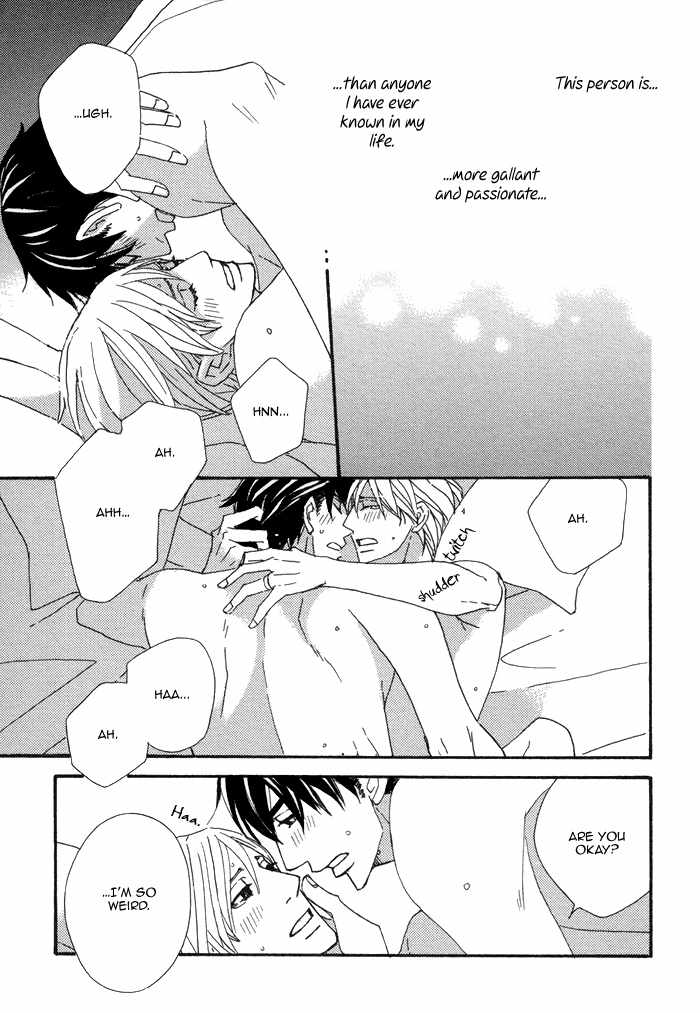 This person is...
...more gallant
and passionate...
...than anyone
I have ever
known in my
life.
...UGH.
HNN...
AH.
twitch
shudder
AH.
AHH...
HAA...
AH.
ARE YOU
OKAY?
Haa.
...I'M SO
WEIRD.